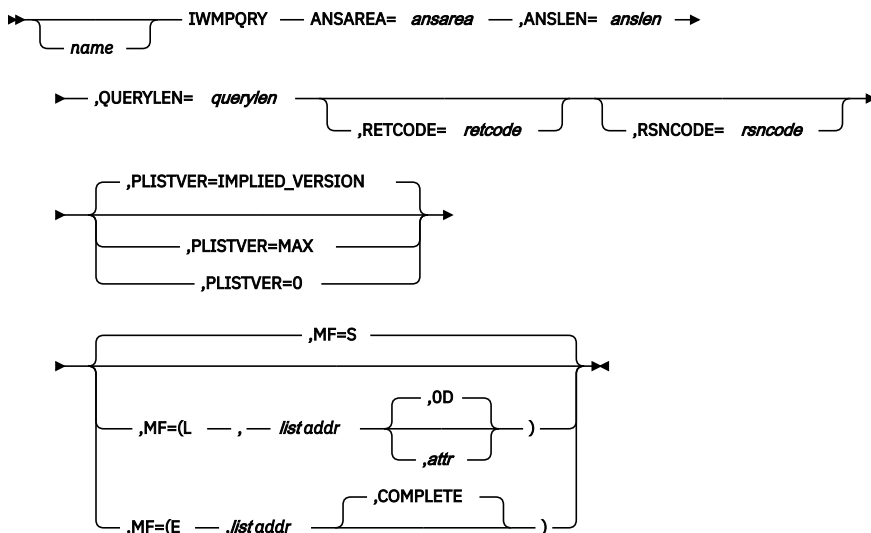 IWMPQRY ANSAREA= ansarea ,ANSLEN= anslen
name
,QUERYLEN= querylen
,RETCODE= retcode ,RSNCODE= rsncode
,PLISTVER=IMPLIED_VERSION
,PLISTVER=MAX
,PLISTVER=0
,MF=S
,0D
,MF=(L , list addr )
,attr
,COMPLETE
,MF=(E ,list addr )